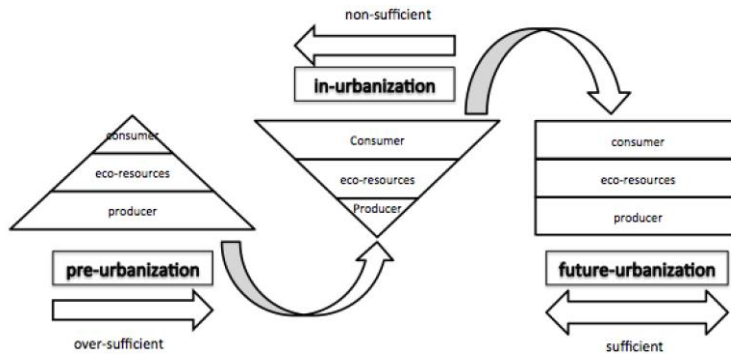 non-sufficient
in-urbanization
consumer
eco-resources
producer
Consumer
eco-resources
Producer
consumer
eco-resources
producer
pre-urbanization
over-sufficient
future-urbanization
sufficient